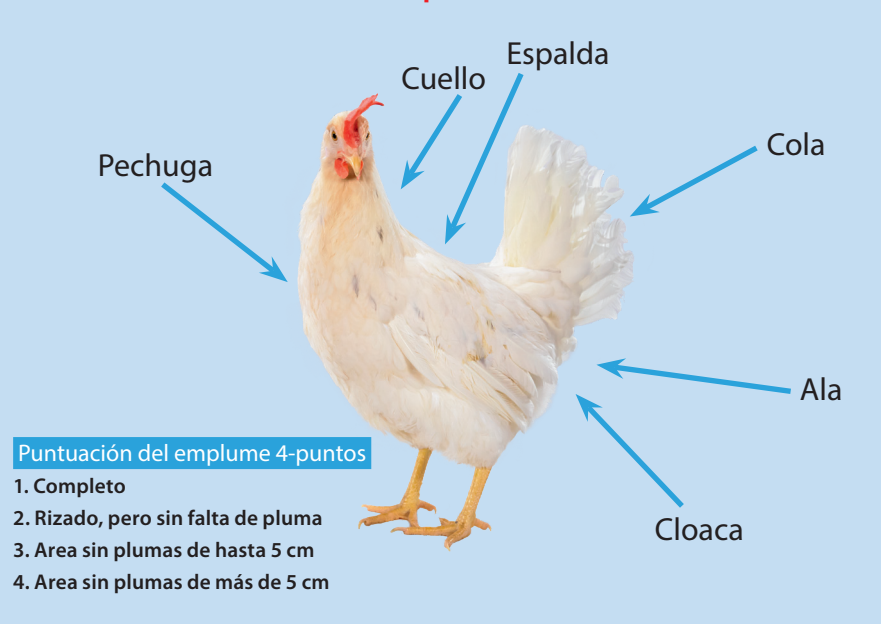 Espalda
Cuello
Cola
Pechuga
Ala
Cloaca
Puntuación del emplume 4-puntos
1. Completo
2. Rizado, pero sin falta de pluma
3. Area sin plumas de hasta 5 cm
4. Area sin plumas de más de 5 cm